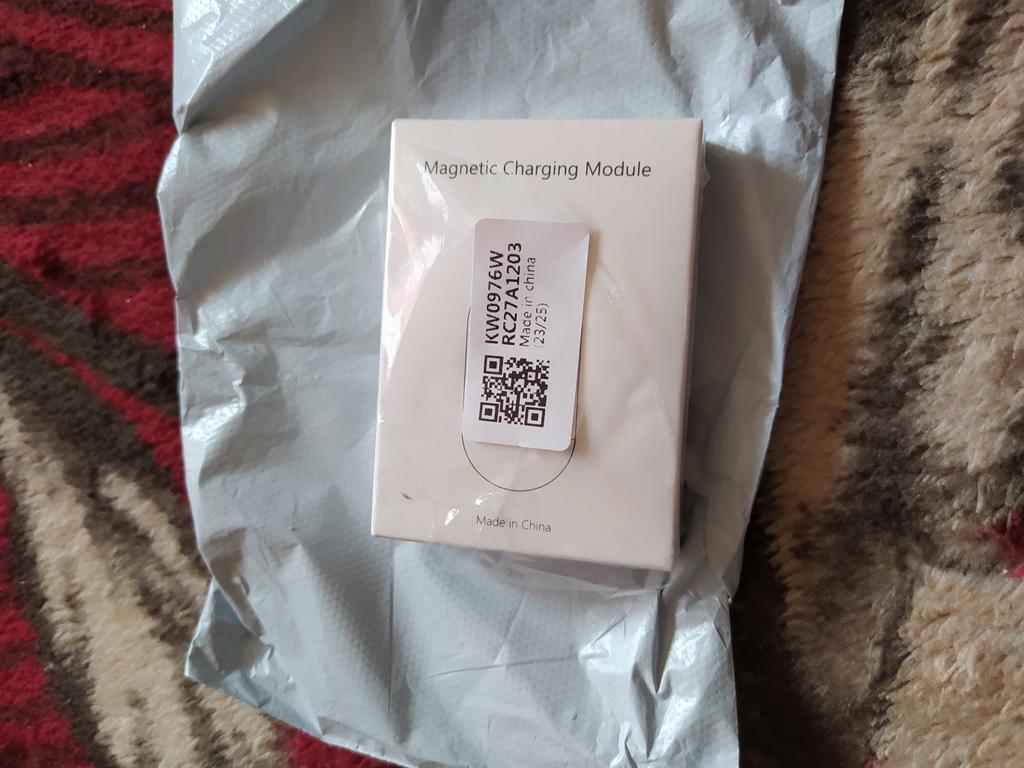 Magnetic Charging Module
KW0976W
RC27A1203
Made in china
(23/25)
Made in China